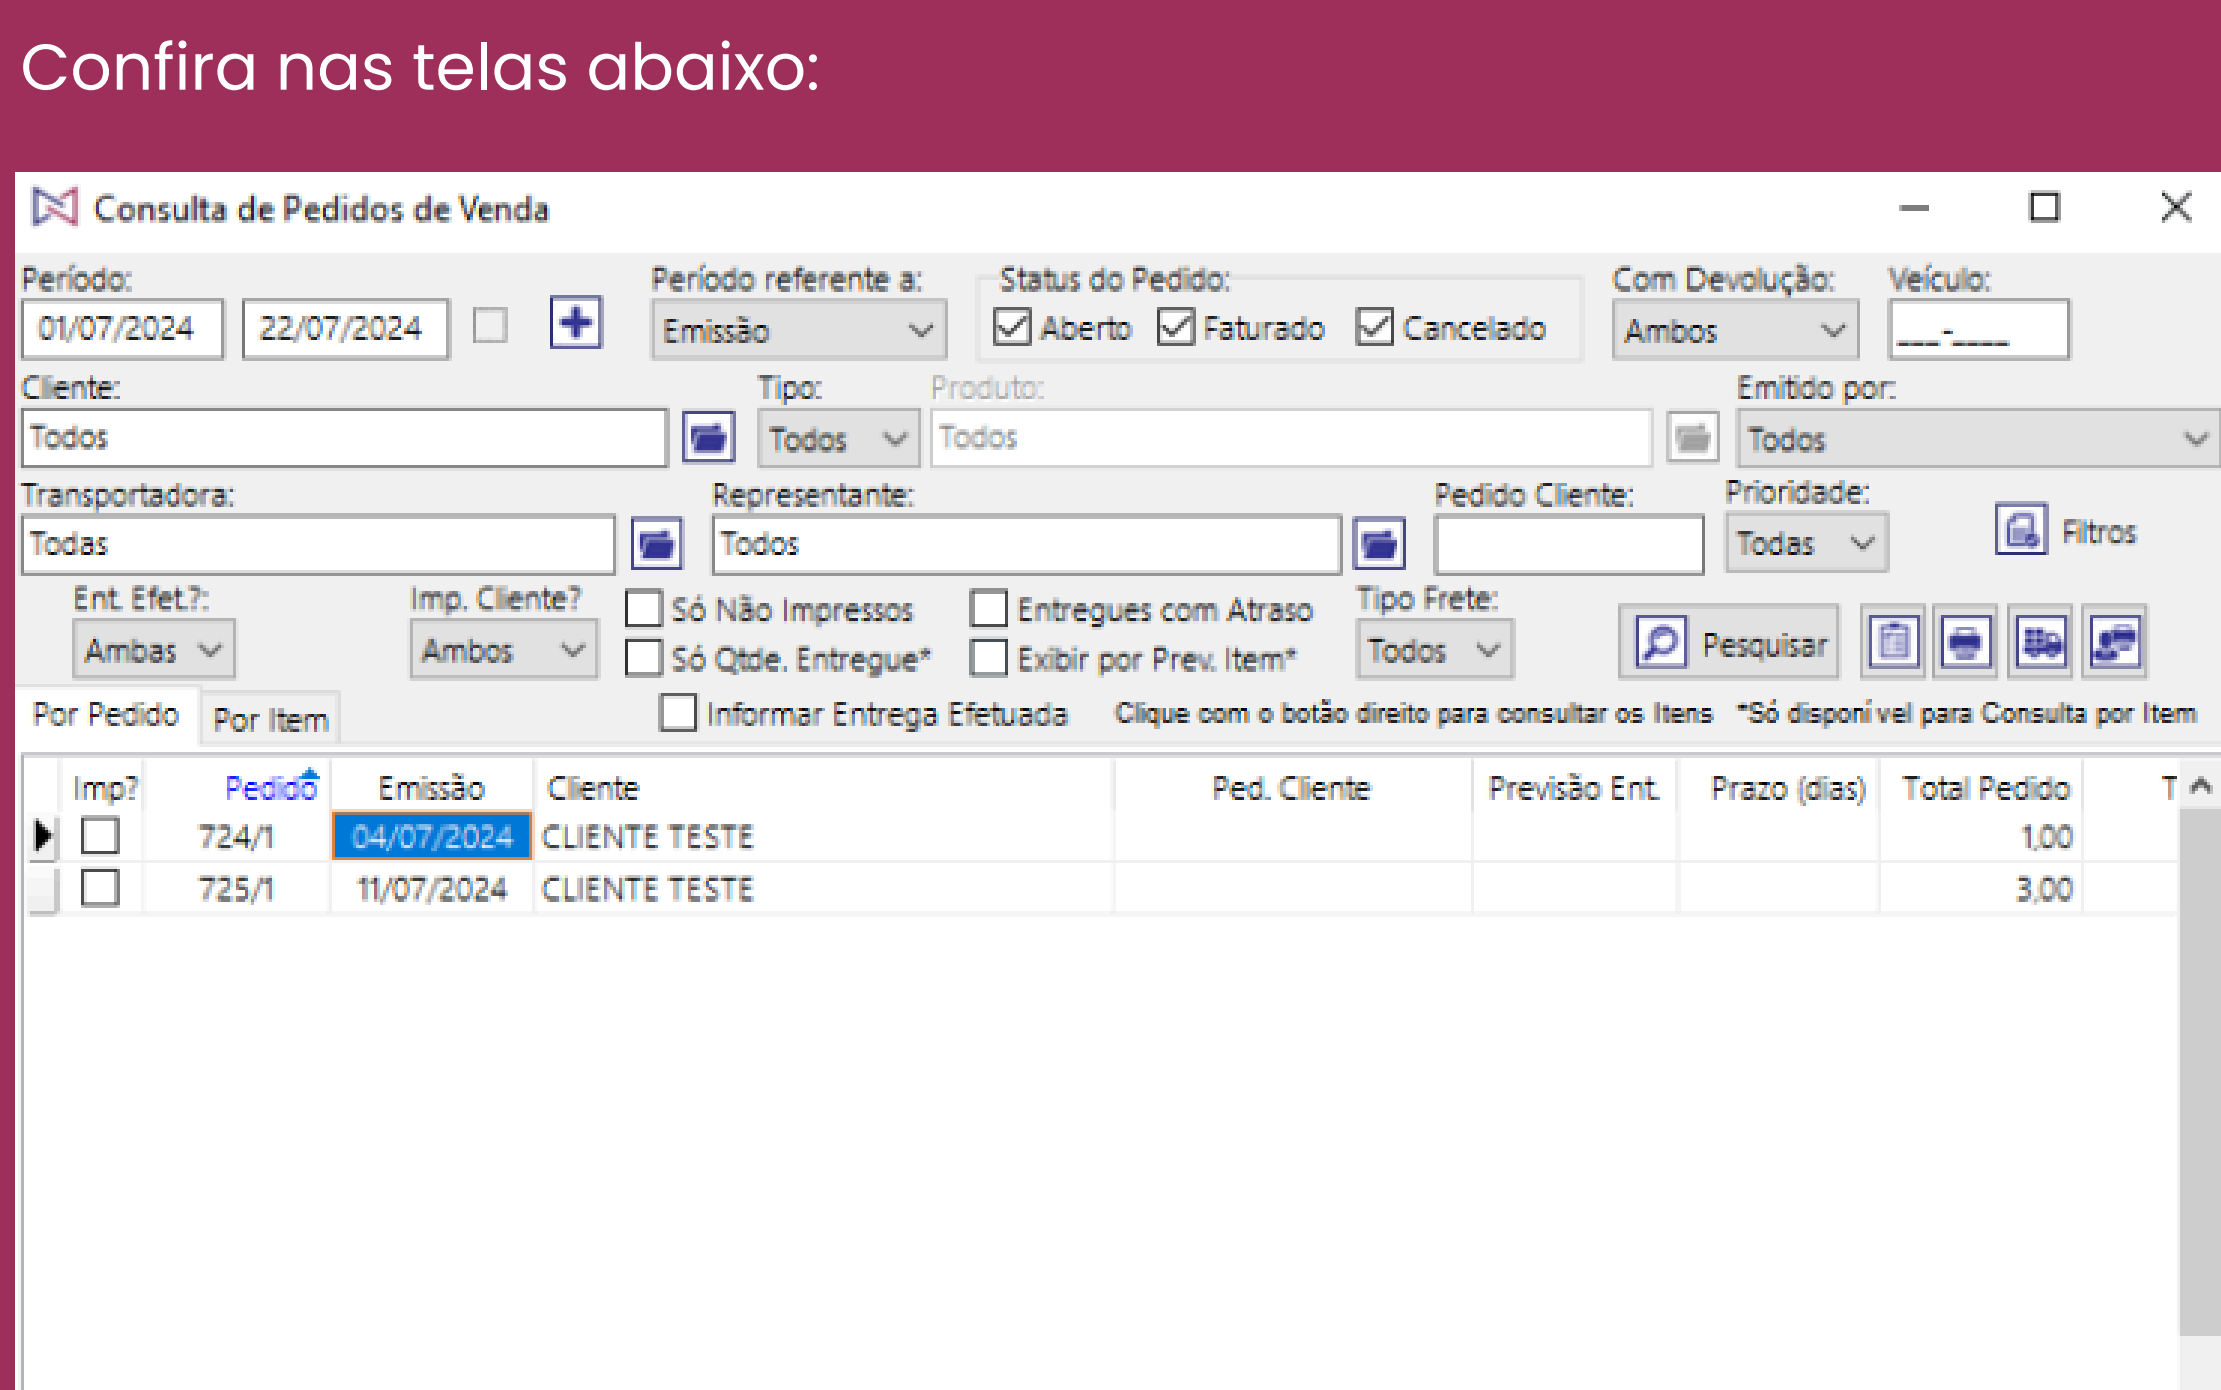 Confira nas telas abaixo:
Consulta de Pedidos de Venda
Período: Período referente a: Status do Pedido: Com Devolução: Veículo:
01/07/2024 22/07/2024 Emissão Aberto Faturado Cancelado Ambos ___-____
Cliente: Tipo: Produto: Emitido por:
Todos Todos Todos Todos
Transportadora: Representante: Pedido Cliente: Prioridade:
Todas Todos Todas Filtros
Ent. Efet.?: Imp. Cliente? Só Não Impressos Entregues com Atraso Tipo Frete:
Ambas Ambos Só Qtde. Entregue* Exibir por Prev. Item* Todos Pesquisar
Por Pedido Por Item Informar Entrega Efetuada Clique com o botão direito para consultar os Itens *Só disponível para Consulta por Item
Imp? Pedido Emissão Cliente Ped. Cliente Previsão Ent. Prazo (dias) Total Pedido T
724/1 04/07/2024 CLIENTE TESTE 1,00
725/1 11/07/2024 CLIENTE TESTE 3,00